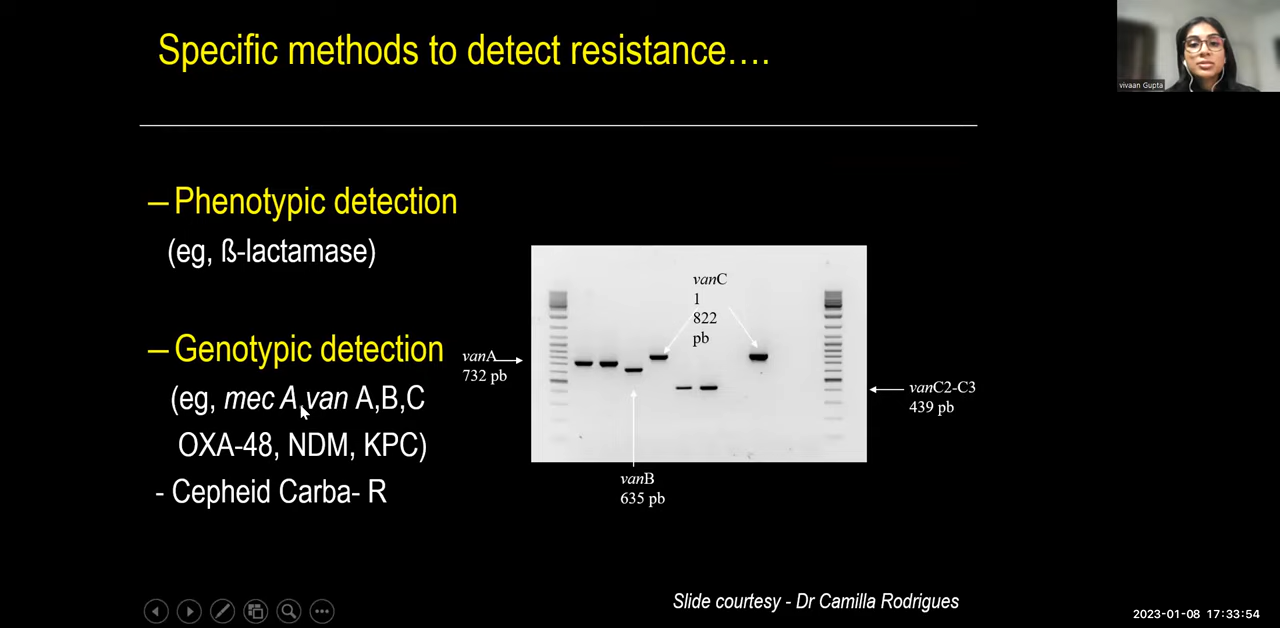 Specific methods to detect resistance….
vivaan Gupta
– Phenotypic detection
(eg, ß-lactamase)
– Genotypic detection
(eg, mec A,van A,B,C
OXA-48, NDM, KPC)
- Cepheid Carba- R
vanA
732 pb
vanC
1
822
pb
vanB
635 pb
vanC2-C3
439 pb
Slide courtesy - Dr Camilla Rodrigues
2023-01-08 17:33:54